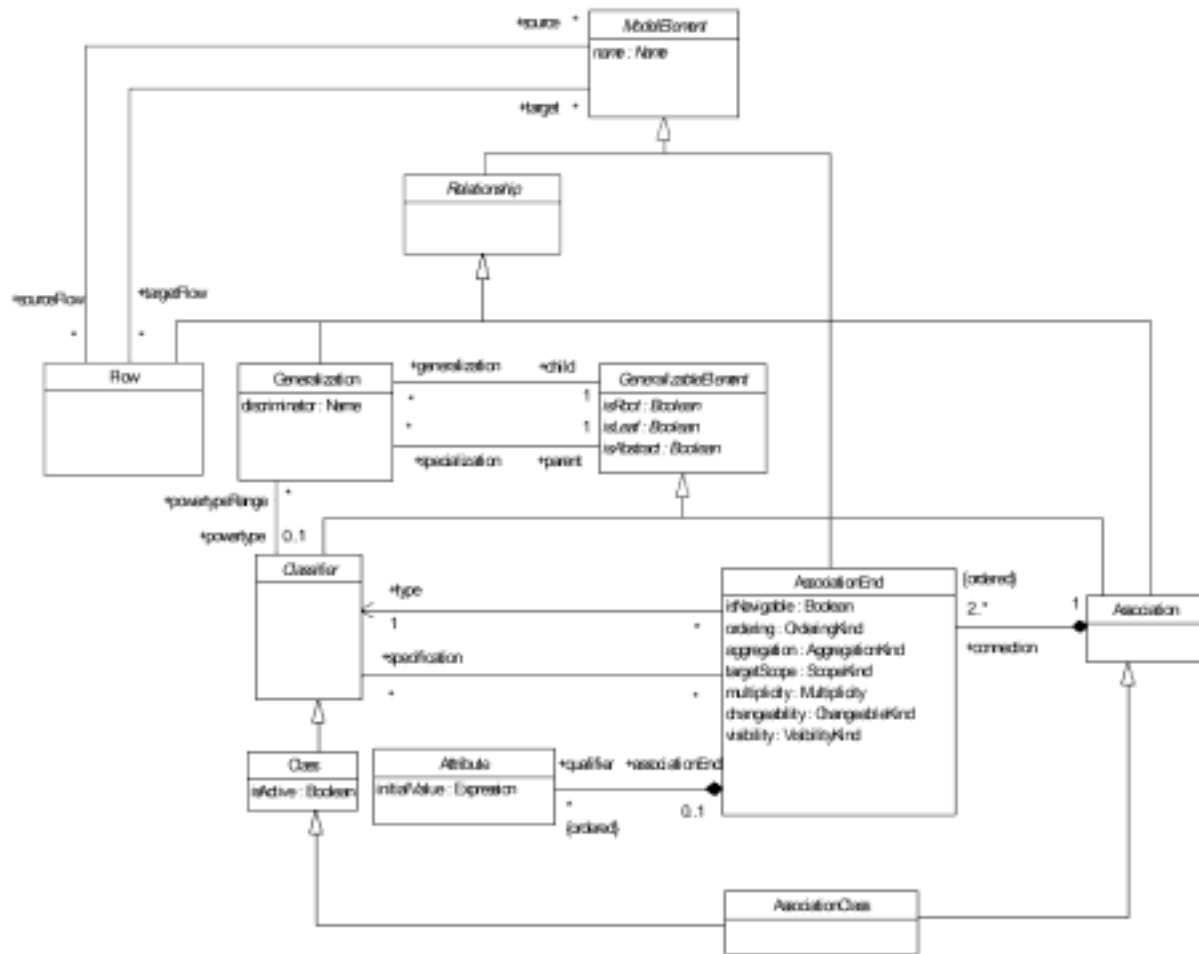 +source *
ModelElement
name : Name
+target *
Relationship
+sourceFlow
+targetFlow
* *
Flow
Generalization
discriminator : Name
+generalization +child
* 1
* 1
+specialization +parent
GeneralizableElement
isRoot : Boolean
isLeaf : Boolean
isAbstract : Boolean
+powertypeRange *
+powertype 0..1
Classifier
+type
1 *
+specification
* *
AssociationEnd
isNavigable : Boolean
ordering : OrderingKind
aggregation : AggregationKind
targetScope : ScopeKind
multiplicity : Multiplicity
changeability : ChangeableKind
visibility : VisibilityKind
{ordered}
2..* 1
+connection
Association
Class
isActive : Boolean
Attribute
initialValue : Expression
+qualifier +associationEnd
* 0..1
{ordered}
AssociationClass